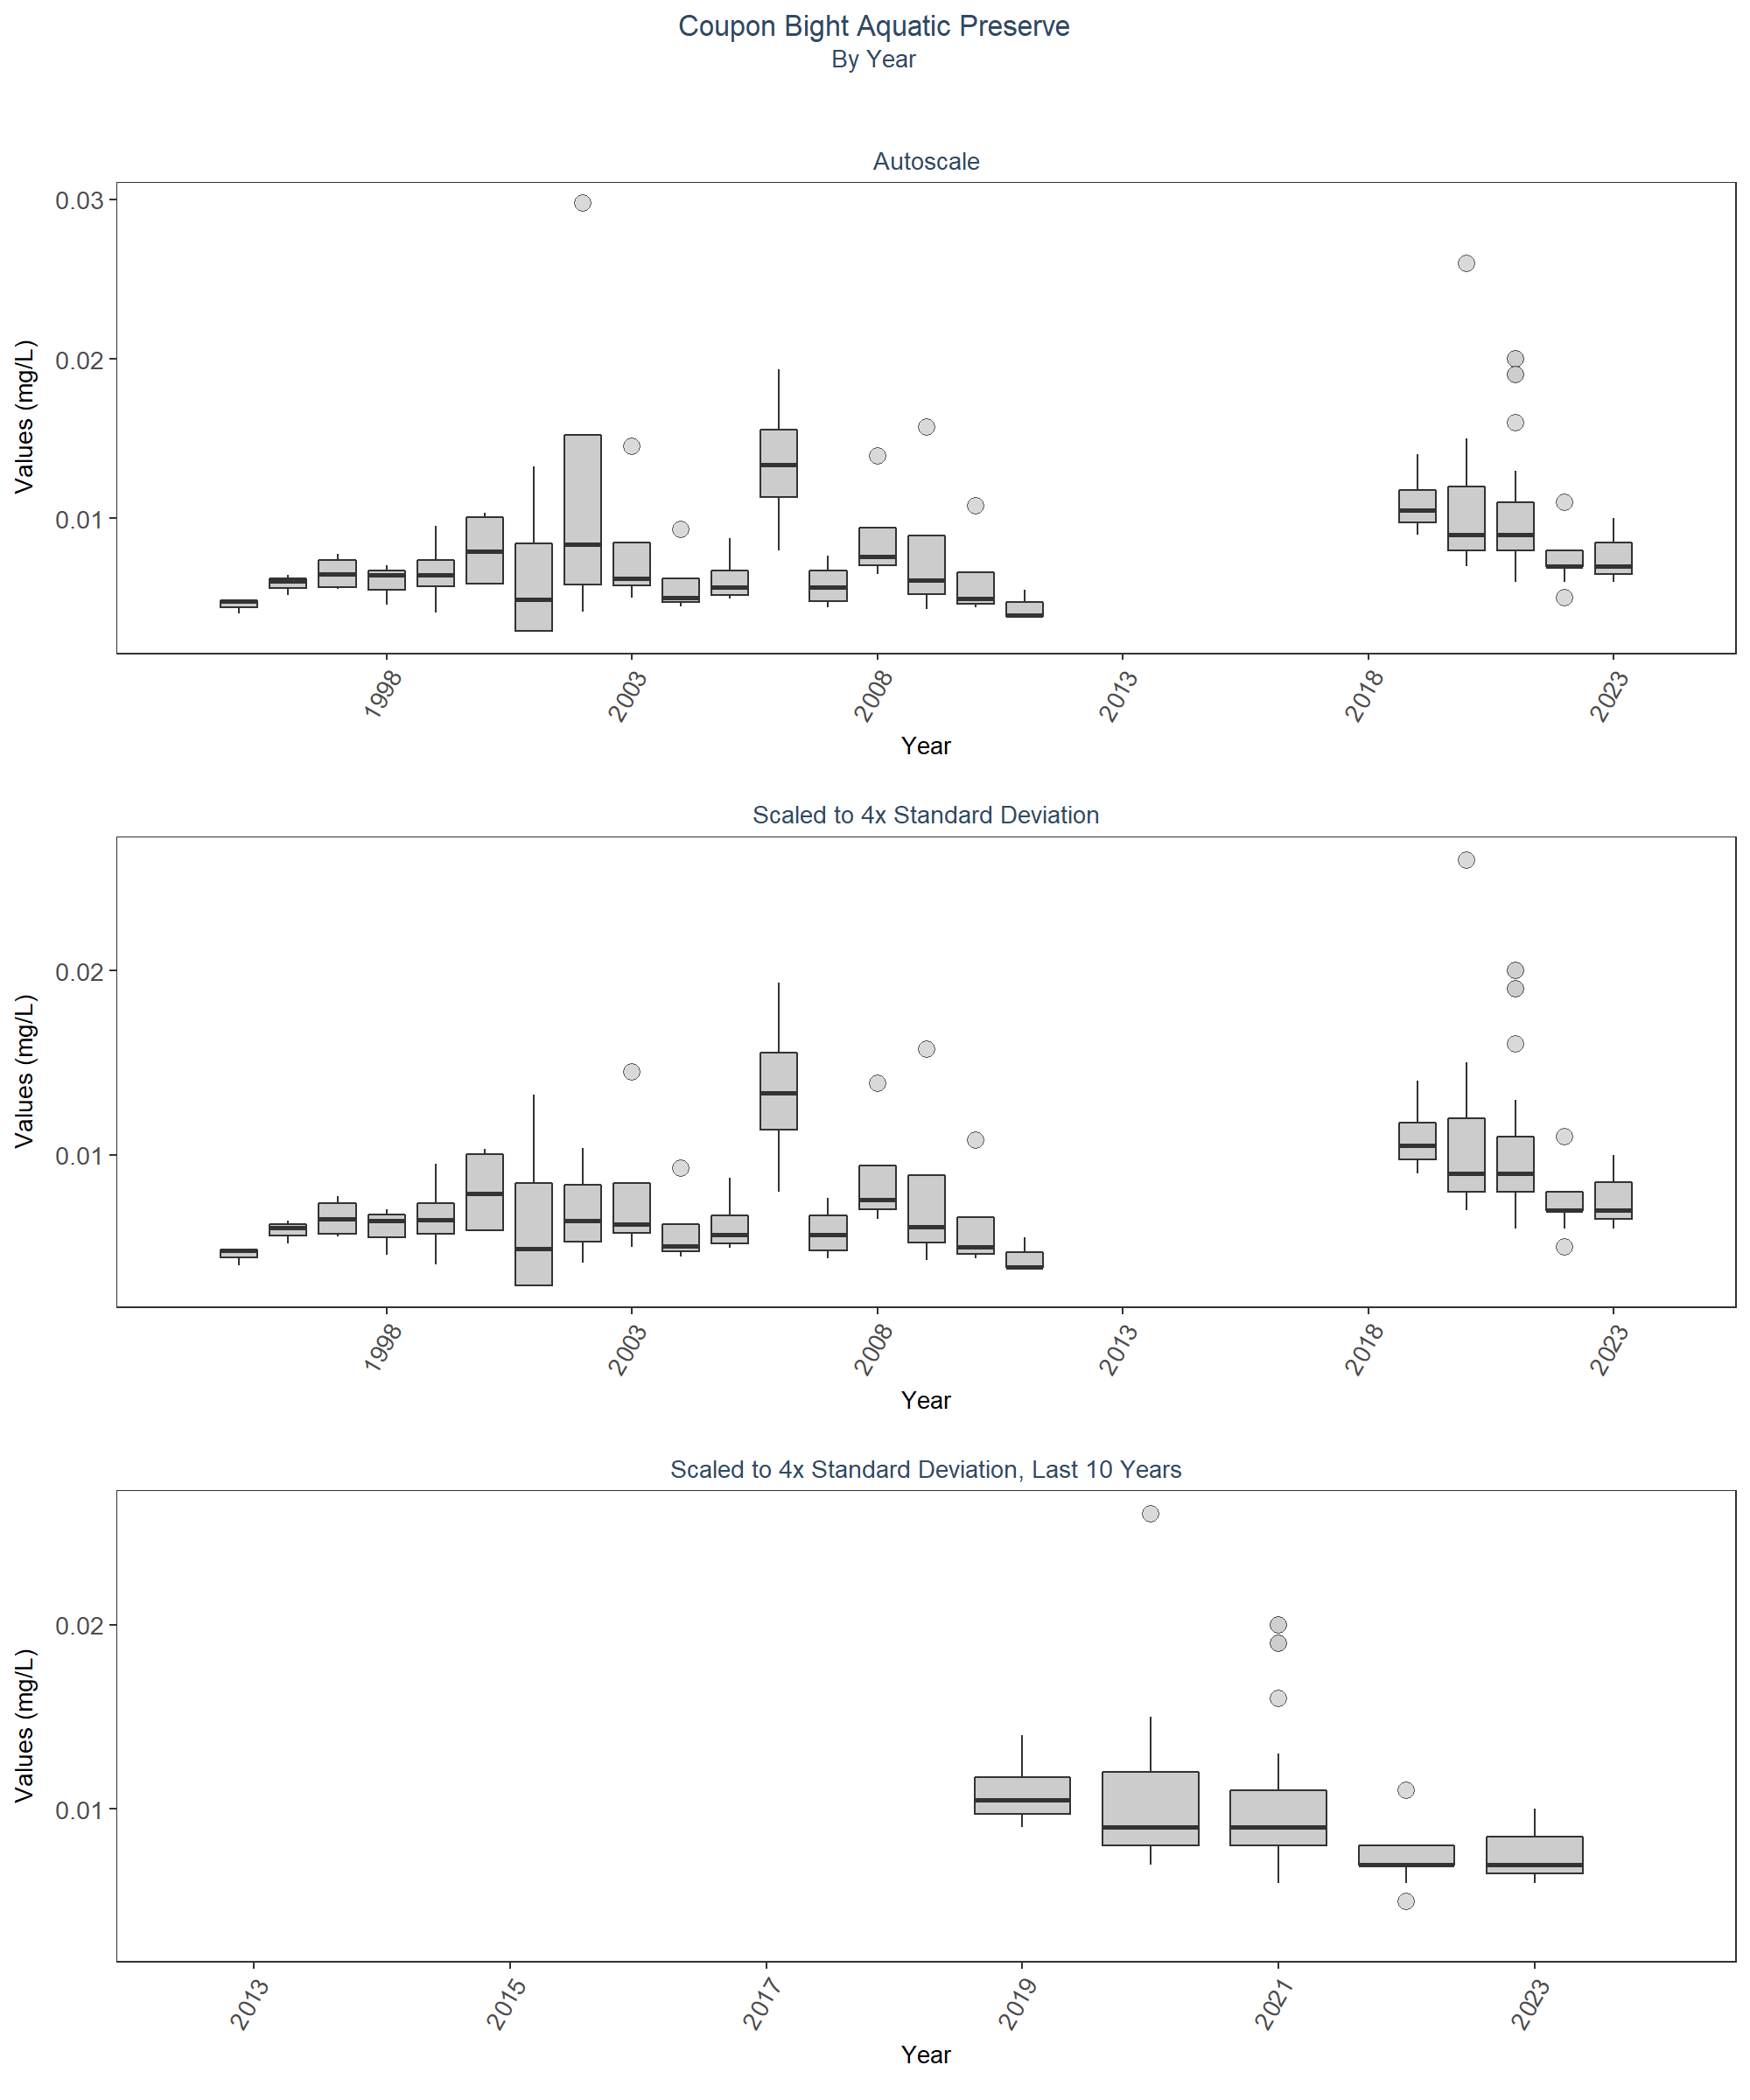 Coupon Bight Aquatic Preserve
By Year
Autoscale
0.03
0.02
0.01
Values (mg/L)
1998
2003
2008
2013
2018
2023
Year
Scaled to 4x Standard Deviation
0.02
0.01
Values (mg/L)
1998
2003
2008
2013
2018
2023
Year
Scaled to 4x Standard Deviation, Last 10 Years
0.02
0.01
Values (mg/L)
2013
2015
2017
2019
2021
2023
Year